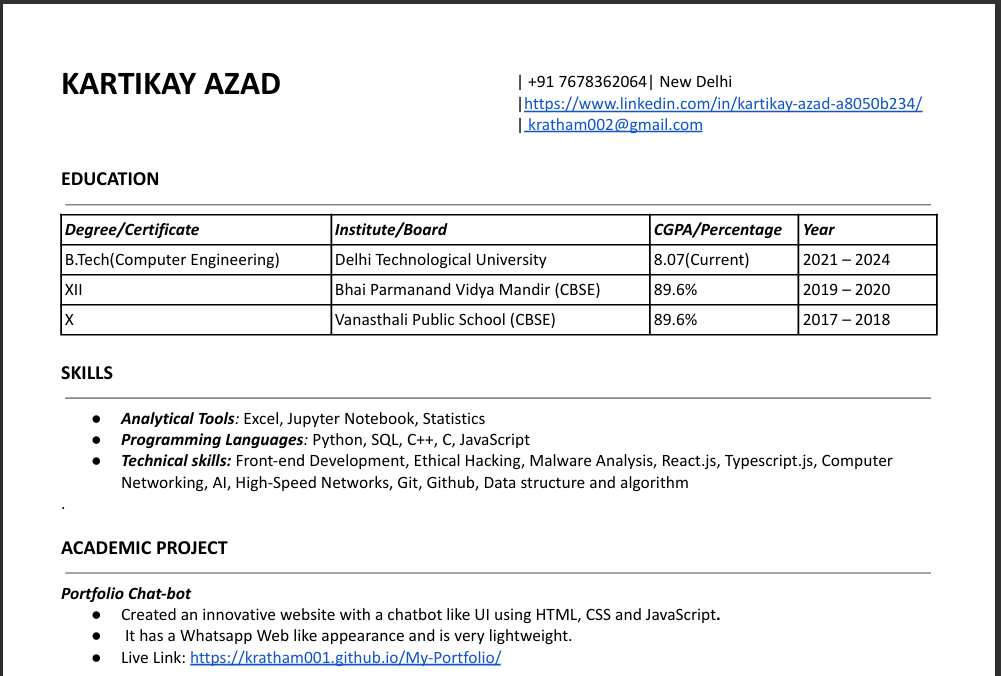 KARTIKAY AZAD
| +91 7678362064| New Delhi
|https://www.linkedin.com/in/kartikay-azad-a8050b234/
| kratham002@gmail.com
EDUCATION
Degree/Certificate Institute/Board CGPA/Percentage Year
B.Tech(Computer Engineering) Delhi Technological University 8.07(Current) 2021 – 2024
XII Bhai Parmanand Vidya Mandir (CBSE) 89.6% 2019 – 2020
X Vanasthali Public School (CBSE) 89.6% 2017 – 2018
SKILLS
● Analytical Tools: Excel, Jupyter Notebook, Statistics
● Programming Languages: Python, SQL, C++, C, JavaScript
● Technical skills: Front-end Development, Ethical Hacking, Malware Analysis, React.js, Typescript.js, Computer
Networking, AI, High-Speed Networks, Git, Github, Data structure and algorithm
.
ACADEMIC PROJECT
Portfolio Chat-bot
● Created an innovative website with a chatbot like UI using HTML, CSS and JavaScript.
● It has a Whatsapp Web like appearance and is very lightweight.
● Live Link: https://kratham001.github.io/My-Portfolio/